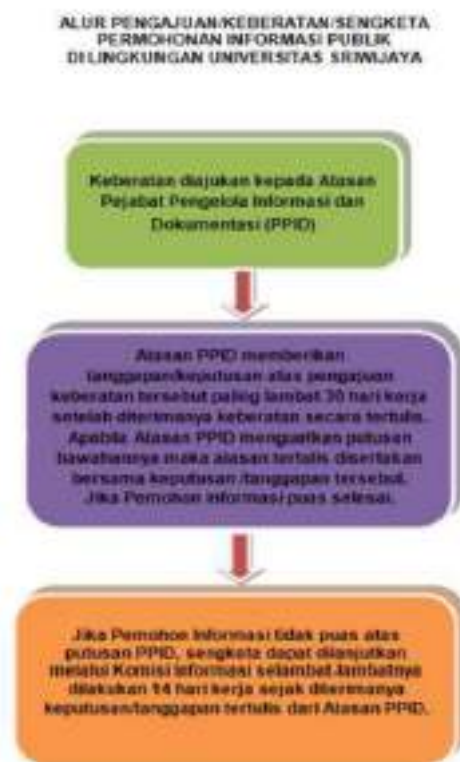 ALUR PENGAJUAN/KEBERATAN/SENGKETA
PERMOHONAN INFORMASI PUBLIK
DI LINGKUNGAN UNIVERSITAS SRIWIJAYA
Keberatan diajukan kepada Atasan
Pejabat Pengelola Informasi dan
Dokumentasi (PPID)
Atasan PPID memberikan
tanggapan/keputusan atas pengajuan
keberatan tersebut paling lambat 30 hari kerja
setelah diterimanya keberatan secara tertulis.
Apabila Atasan PPID menguatkan putusan
bawahannya maka alasan tertulis disertakan
bersama keputusan /tanggapan tersebut.
Jika Pemohon informasi puas selesai.
Jika Pemohon Informasi tidak puas atas
putusan PPID, sengketa dapat dilanjutkan
melalui Komisi Informasi selambat-lambatnya
dilakukan 14 hari kerja sejak diterimanya
keputusan/tanggapan tertulis dari Atasan PPID.